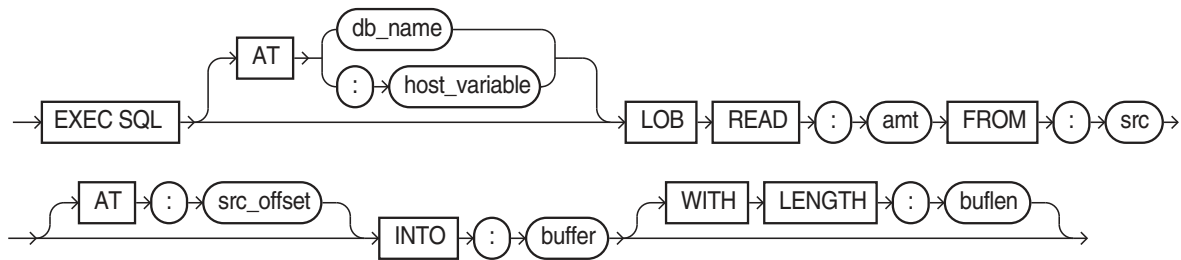 db_name
AT
: host_variable
EXEC SQL LOB READ : amt FROM : src
AT : src_offset WITH LENGTH : buflen
INTO : buffer